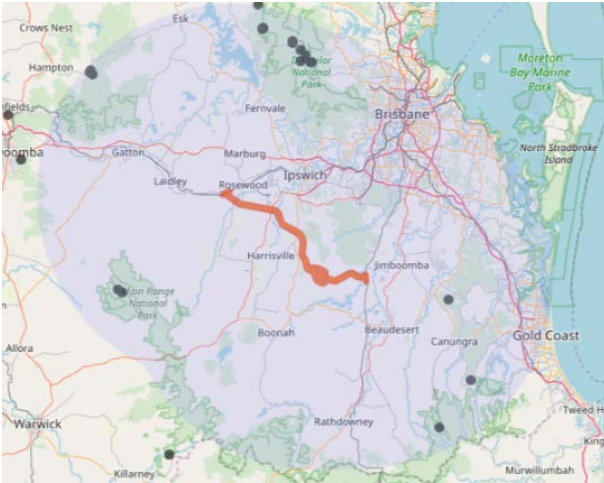 Esk
Crows Nest
Moreton
Bay Marine
Park
Hampton
National
Park
Fernvale
Brisbane
North Stradbroke
Island
Gatton
Marburg
Laidley
Rosewood
Ipswich
Harrisville
Jimboomba
National
Park
Boonah
Beaudesert
Gold Coast
Canungra
Allora
Rathdowney
Tweed H
Warwick
King
Killarney
Murwillumbah